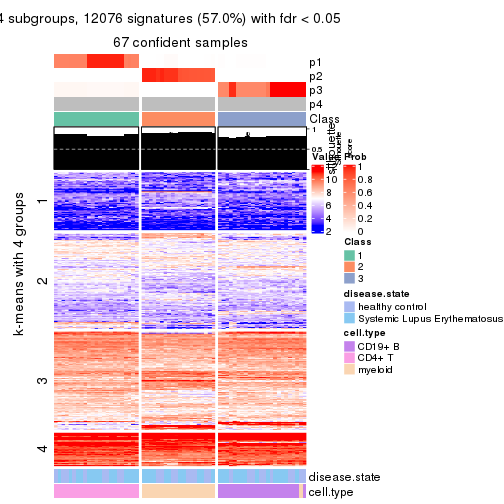 4 subgroups, 12076 signatures (57.0%) with fdr < 0.05
67 confident samples
p1
p2
p3
p4
Class
1
0.5
silhouette
score
Value
10
8
6
4
2
Prob
1
0.8
0.6
0.4
0.2
0
Class
1
2
3
disease.state
healthy control
Systemic Lupus Erythematosus
cell.type
CD19+ B
CD4+ T
myeloid
k-means with 4 groups
1
2
3
4
disease.state
cell.type